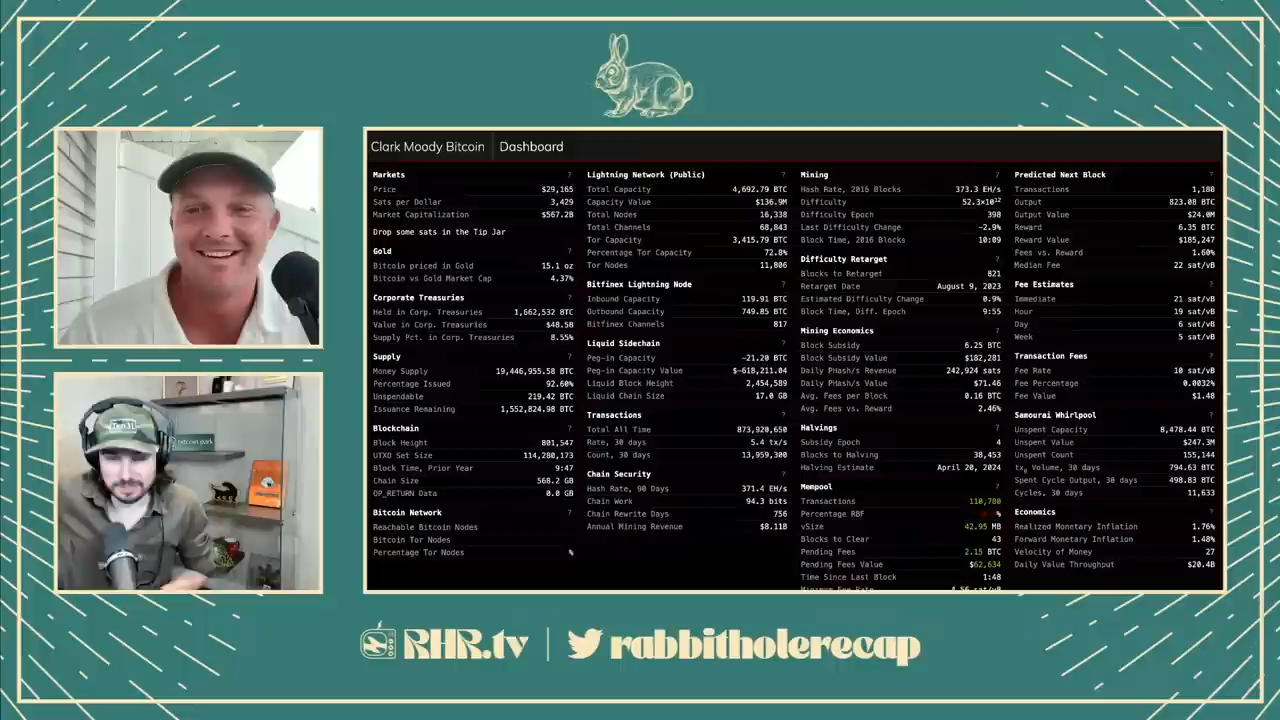 Clark Moody Bitcoin Dashboard
Markets ?
Price $29,165
Sats per Dollar 3,429
Market Capitalization $567.2B
Drop some sats in the Tip Jar
Gold ?
Bitcoin priced in Gold 15.1 oz
Bitcoin vs Gold Market Cap 4.37%
Corporate Treasuries ?
Held in Corp. Treasuries 1,662,532 BTC
Value in Corp. Treasuries $48.5B
Supply Pct. in Corp. Treasuries 8.55%
Supply ?
Money Supply 19,446,955.58 BTC
Percentage Issued 92.60%
Unspendable 219.42 BTC
Issuance Remaining 1,552,824.98 BTC
Blockchain ?
Block Height 801,547
UTXO Set Size 114,280,173
Block Time, Prior Year 9:47
Chain Size 568.2 GB
OP_RETURN Data 0.0 GB
Bitcoin Network ?
Reachable Bitcoin Nodes
Bitcoin Tor Nodes
Percentage Tor Nodes %
Lightning Network (Public) ?
Total Capacity 4,692.79 BTC
Capacity Value $136.9M
Total Nodes 16,338
Total Channels 68,843
Tor Capacity 3,415.79 BTC
Percentage Tor Capacity 72.8%
Tor Nodes 11,806
Bitfinex Lightning Node ?
Inbound Capacity 119.91 BTC
Outbound Capacity 749.85 BTC
Bitfinex Channels 817
Liquid Sidechain ?
Peg-in Capacity -21.20 BTC
Peg-in Capacity Value $-618,211.04
Liquid Block Height 2,454,589
Liquid Chain Size 17.0 GB
Transactions ?
Total All Time 873,920,650
Rate, 30 days 5.4 tx/s
Count, 30 days 13,959,300
Chain Security ?
Hash Rate, 90 Days 371.4 EH/s
Chain Work 94.3 bits
Chain Rewrite Days 756
Annual Mining Revenue $8.11B
Mining ?
Hash Rate, 2016 Blocks 373.3 EH/s
Difficulty 52.3×10¹²
Difficulty Epoch 398
Last Difficulty Change -2.9%
Block Time, 2016 Blocks 10:09
Difficulty Retarget ?
Blocks to Retarget 821
Retarget Date August 9, 2023
Estimated Difficulty Change 0.9%
Block Time, Diff. Epoch 9:55
Mining Economics ?
Block Subsidy 6.25 BTC
Block Subsidy Value $182,281
Daily PHash/s Revenue 242,924 sats
Daily PHash/s Value $71.46
Avg. Fees per Block 0.16 BTC
Avg. Fees vs. Reward 2.46%
Halvings ?
Subsidy Epoch 4
Blocks to Halving 38,453
Halving Estimate April 20, 2024
Mempool ?
Transactions 110,780
Percentage RBF %
vSize 42.95 MB
Blocks to Clear 43
Pending Fees 2.15 BTC
Pending Fees Value $62,634
Time Since Last Block 1:48
Minimum Fee Rate 4.56 sat/vB
Predicted Next Block ?
Transactions 1,188
Output 823.08 BTC
Output Value $24.0M
Reward 6.35 BTC
Reward Value $185,247
Fees vs. Reward 1.60%
Median Fee 22 sat/vB
Fee Estimates ?
Immediate 21 sat/vB
Hour 19 sat/vB
Day 6 sat/vB
Week 5 sat/vB
Transaction Fees ?
Fee Rate 10 sat/vB
Fee Percentage 0.0032%
Fee Value $1.48
Samourai Whirlpool ?
Unspent Capacity 8,478.44 BTC
Unspent Value $247.3M
Unspent Count 155,144
tx₀ Volume, 30 days 794.63 BTC
Spent Cycle Output, 30 days 498.83 BTC
Cycles, 30 days 11,633
Economics ?
Realized Monetary Inflation 1.76%
Forward Monetary Inflation 1.48%
Velocity of Money 27
Daily Value Throughput $20.4B
bitcoin park
RHR.tv | rabbitholerecap